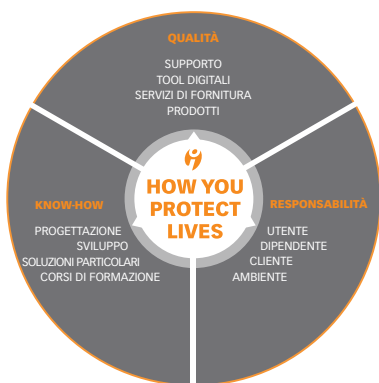 QUALITÀ
SUPPORTO
TOOL DIGITALI
SERVIZI DI FORNITURA
PRODOTTI
HOW YOU
PROTECT
LIVES
KNOW-HOW
PROGETTAZIONE
SVILUPPO
SOLUZIONI PARTICOLARI
CORSI DI FORMAZIONE
RESPONSABILITÀ
UTENTE
DIPENDENTE
CLIENTE
AMBIENTE